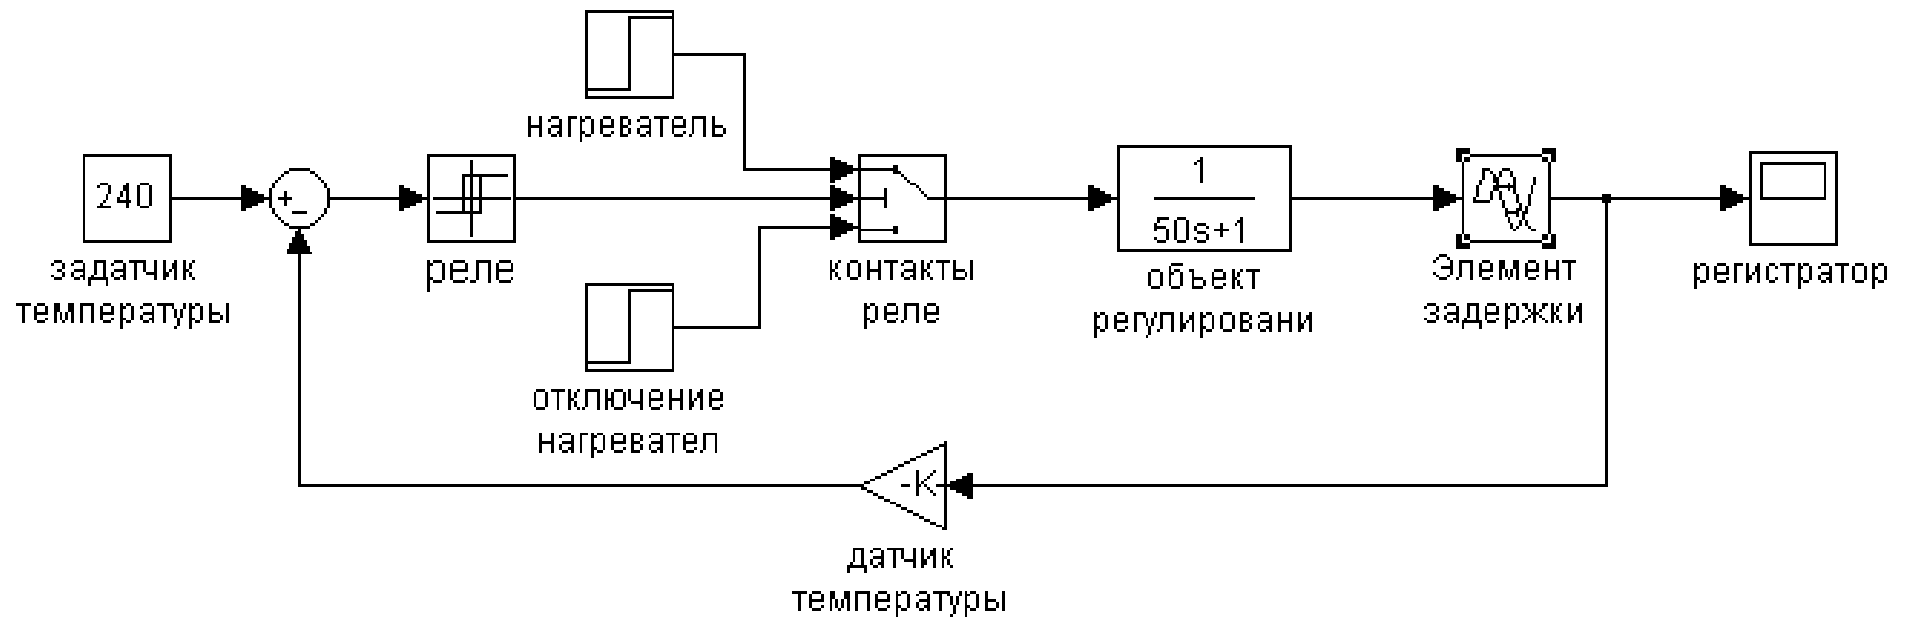 нагреватель
240
+
−
задатчик
температуры
реле
контакты
реле
1
50s+1
объект
регулировани
Элемент
задержки
регистратор
отключение
нагревател
-K-
датчик
температуры